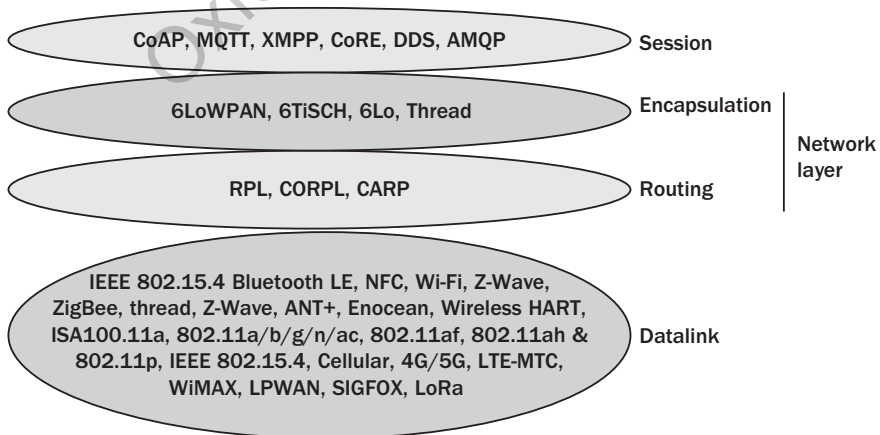 CoAP, MQTT, XMPP, CoRE, DDS, AMQP
Session
6LoWPAN, 6TiSCH, 6Lo, Thread
Encapsulation
Network
layer
RPL, CORPL, CARP
Routing
IEEE 802.15.4 Bluetooth LE, NFC, Wi-Fi, Z-Wave,
ZigBee, thread, Z-Wave, ANT+, Enocean, Wireless HART,
ISA100.11a, 802.11a/b/g/n/ac, 802.11af, 802.11ah &
802.11p, IEEE 802.15.4, Cellular, 4G/5G, LTE-MTC,
WiMAX, LPWAN, SIGFOX, LoRa
Datalink